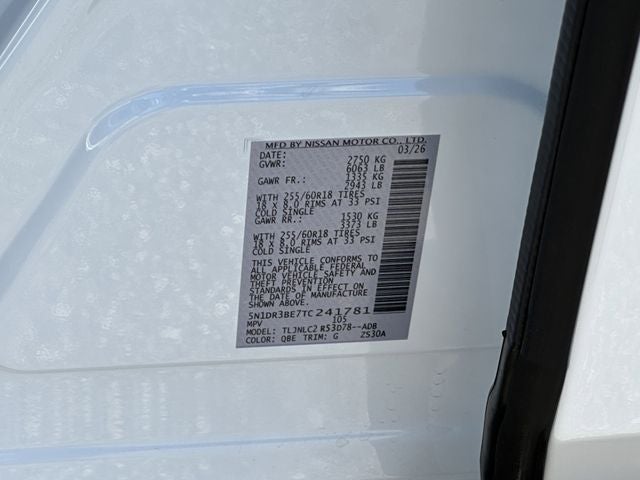 MFD BY NISSAN MOTOR CO., LTD.
DATE: 03/26
GVWR: 2750 KG
6063 LB
GAWR FR.: 1335 KG
2943 LB
WITH 255/60R18 TIRES
18 x 8.0 RIMS AT 33 PSI
COLD SINGLE
GAWR RR.: 1530 KG
3373 LB
WITH 255/60R18 TIRES
18 x 8.0 RIMS AT 33 PSI
COLD SINGLE
THIS VEHICLE CONFORMS TO
ALL APPLICABLE FEDERAL
MOTOR VEHICLE SAFETY AND
THEFT PREVENTION
STANDARDS IN EFFECT ON
THE DATE OF MANUFACTURE
SHOWN ABOVE.
5N1DR3BE7TC241781
MPV 105
MODEL: TLJNLC2 R53D78--ADB
COLOR: QBE TRIM: G 2S30A